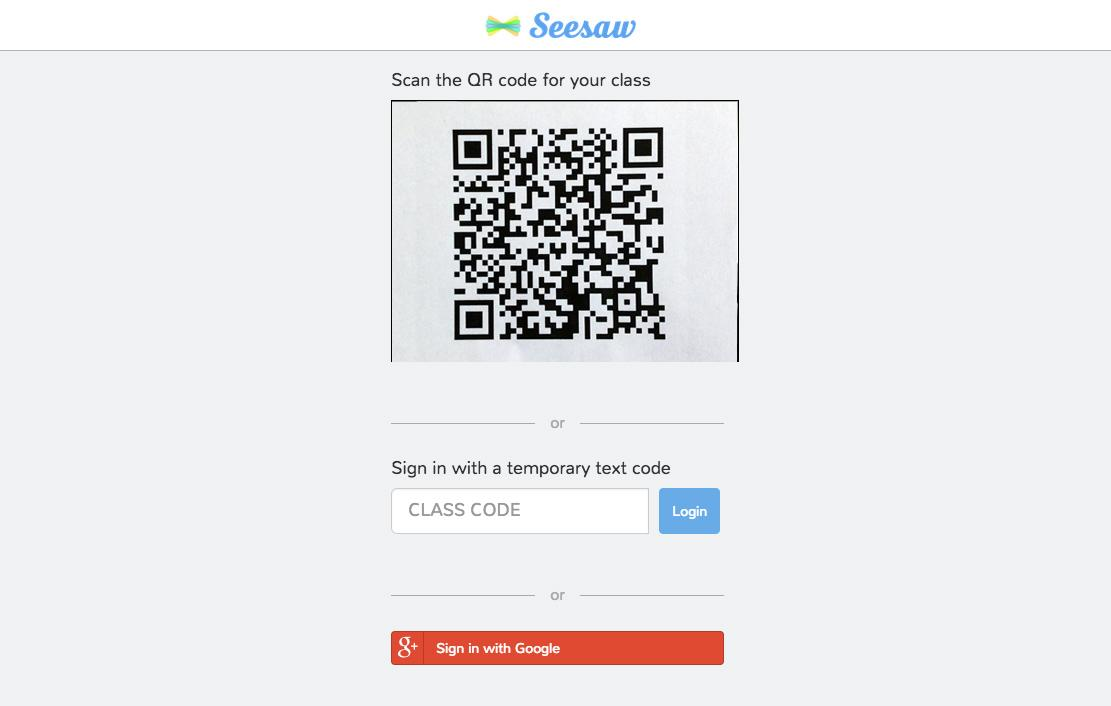 Seesaw
Scan the QR code for your class
or
Sign in with a temporary text code
CLASS CODE
Login
or
g+ Sign in with Google